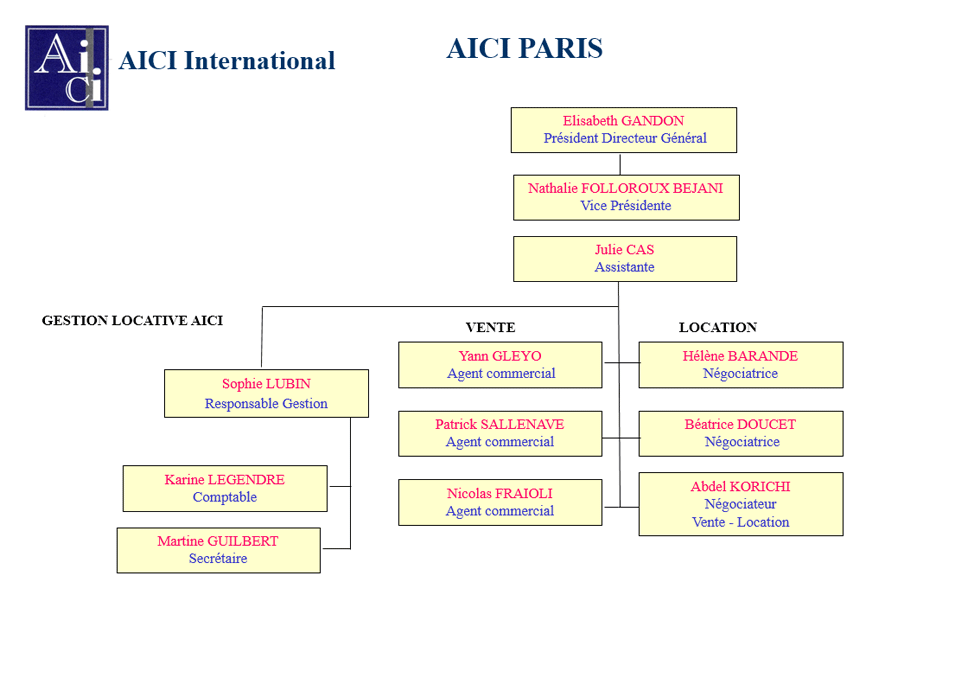 Ai
Ci
AICI International
AICI PARIS
Elisabeth GANDON
Président Directeur Général
Nathalie FOLLOROUX BEJANI
Vice Présidente
Julie CAS
Assistante
GESTION LOCATIVE AICI
VENTE
LOCATION
Yann GLEYO
Agent commercial
Hélène BARANDE
Négociatrice
Sophie LUBIN
Responsable Gestion
Patrick SALLENAVE
Agent commercial
Béatrice DOUCET
Négociatrice
Karine LEGENDRE
Comptable
Nicolas FRAIOLI
Agent commercial
Abdel KORICHI
Négociateur
Vente - Location
Martine GUILBERT
Secrétaire